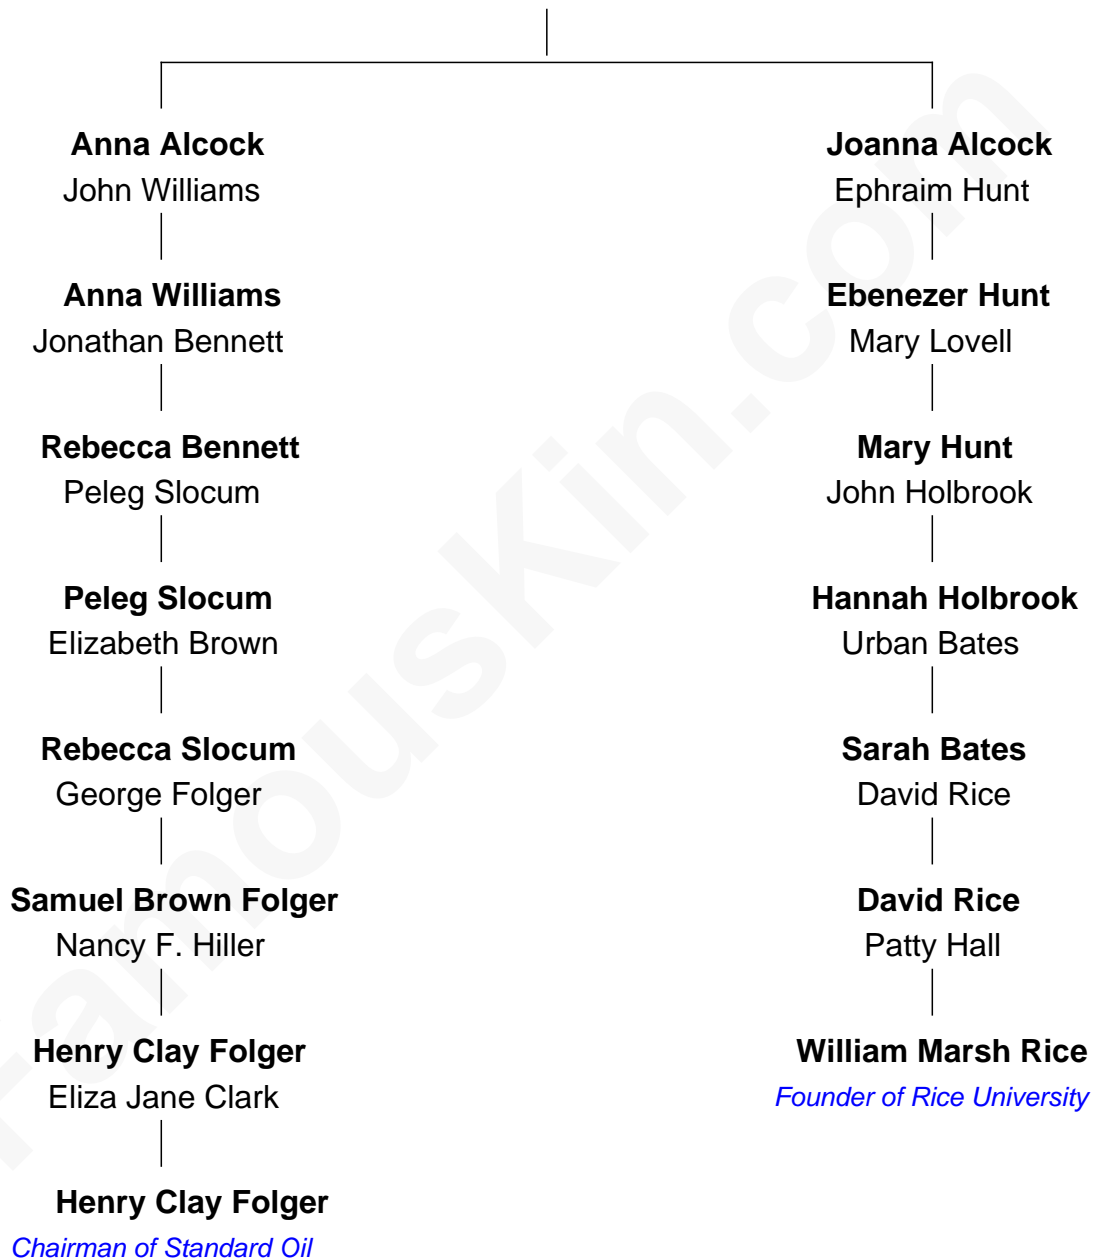 Anna Alcock
John Williams
Anna Williams
Jonathan Bennett
Rebecca Bennett
Peleg Slocum
Peleg Slocum
Elizabeth Brown
Rebecca Slocum
George Folger
Samuel Brown Folger
Nancy F. Hiller
Henry Clay Folger
Eliza Jane Clark
Henry Clay Folger
Chairman of Standard Oil
Joanna Alcock
Ephraim Hunt
Ebenezer Hunt
Mary Lovell
Mary Hunt
John Holbrook
Hannah Holbrook
Urban Bates
Sarah Bates
David Rice
David Rice
Patty Hall
William Marsh Rice
Founder of Rice University
FamousKin.com